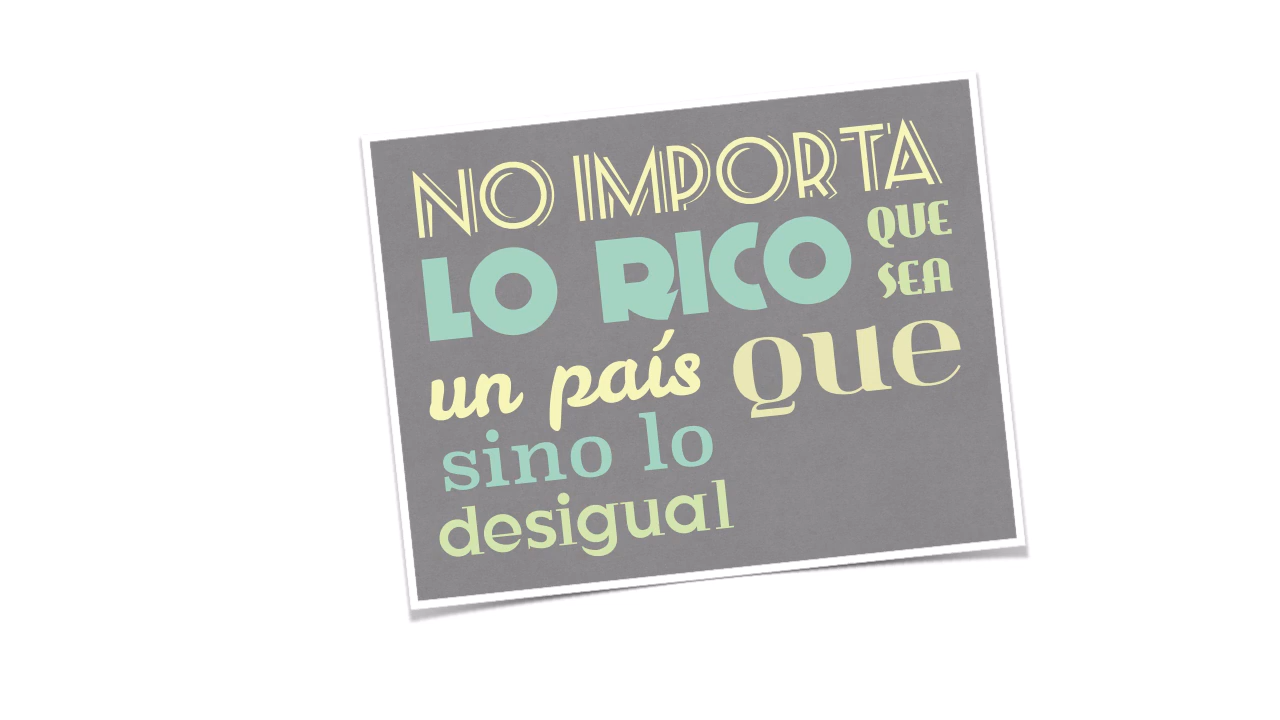 NO IMPORTA
LO RICO QUE SEA
un país que
sino lo
desigual